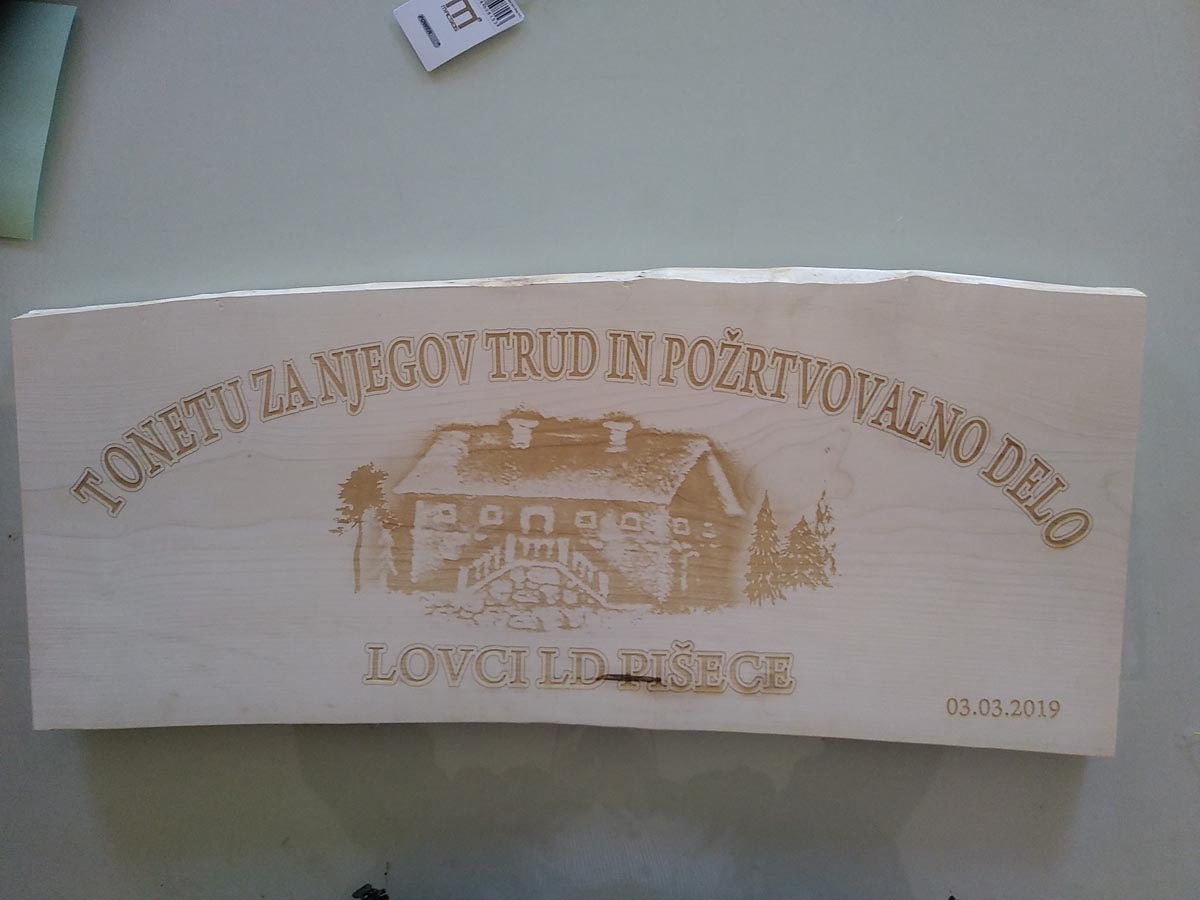 TONETU ZA NJEGOV TRUD IN POŽRTVOVALNO DELO
LOVCI LD PIŠECE
03.03.2019